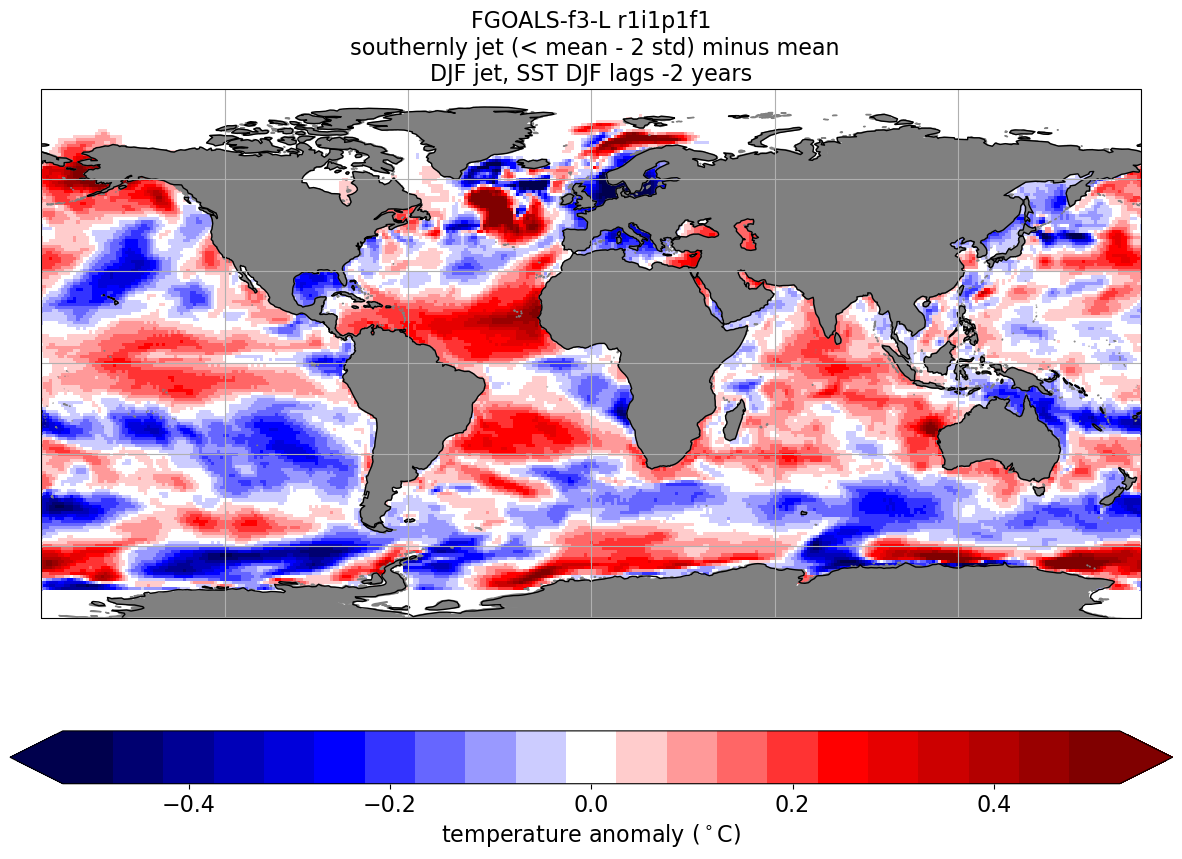 FGOALS-f3-L r1i1p1f1
southernly jet (< mean - 2 std) minus mean
DJF jet, SST DJF lags -2 years
−0.4 −0.2 0.0 0.2 0.4
temperature anomaly (°C)